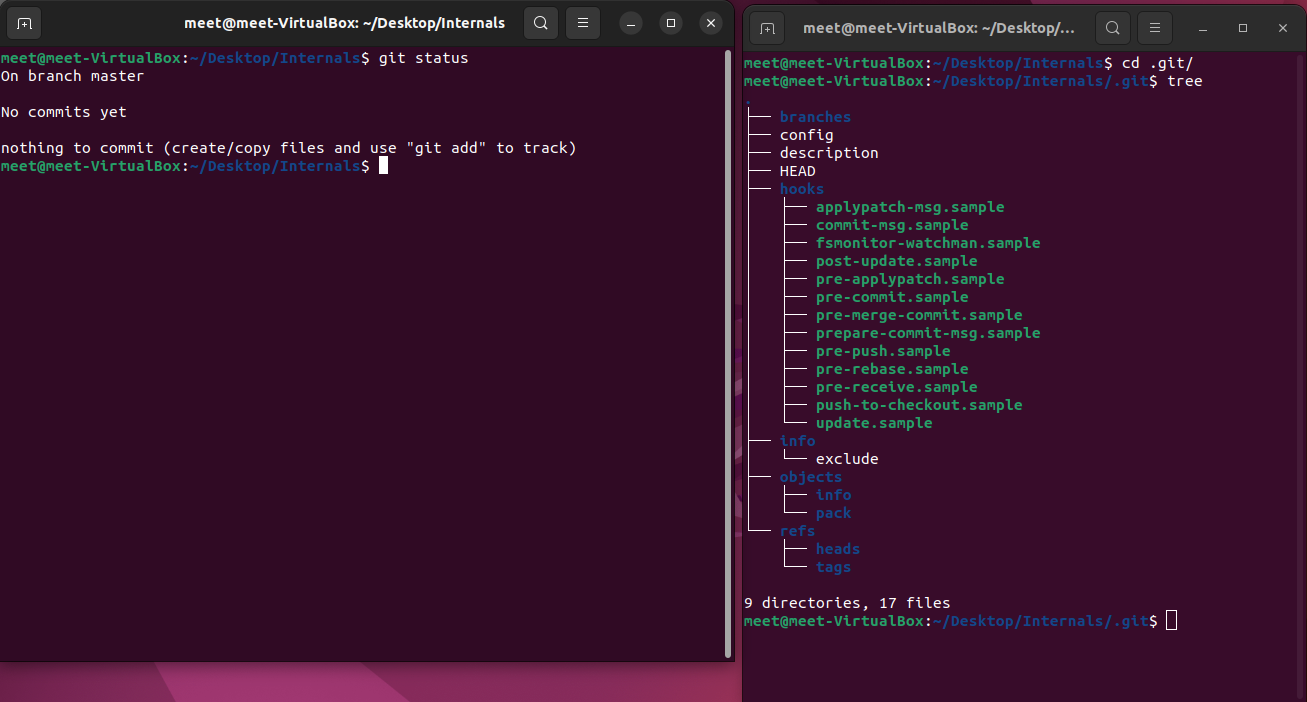 meet@meet-VirtualBox: ~/Desktop/Internals
meet@meet-VirtualBox:~/Desktop/Internals$ git status
On branch master
No commits yet
nothing to commit (create/copy files and use "git add" to track)
meet@meet-VirtualBox:~/Desktop/Internals$
meet@meet-VirtualBox: ~/Desktop/...
meet@meet-VirtualBox:~/Desktop/Internals$ cd .git/
meet@meet-VirtualBox:~/Desktop/Internals/.git$ tree
.
├── branches
├── config
├── description
├── HEAD
├── hooks
│   ├── applypatch-msg.sample
│   ├── commit-msg.sample
│   ├── fsmonitor-watchman.sample
│   ├── post-update.sample
│   ├── pre-applypatch.sample
│   ├── pre-commit.sample
│   ├── pre-merge-commit.sample
│   ├── prepare-commit-msg.sample
│   ├── pre-push.sample
│   ├── pre-rebase.sample
│   ├── pre-receive.sample
│   ├── push-to-checkout.sample
│   └── update.sample
├── info
│   └── exclude
├── objects
│   ├── info
│   └── pack
└── refs
    ├── heads
    └── tags
9 directories, 17 files
meet@meet-VirtualBox:~/Desktop/Internals/.git$